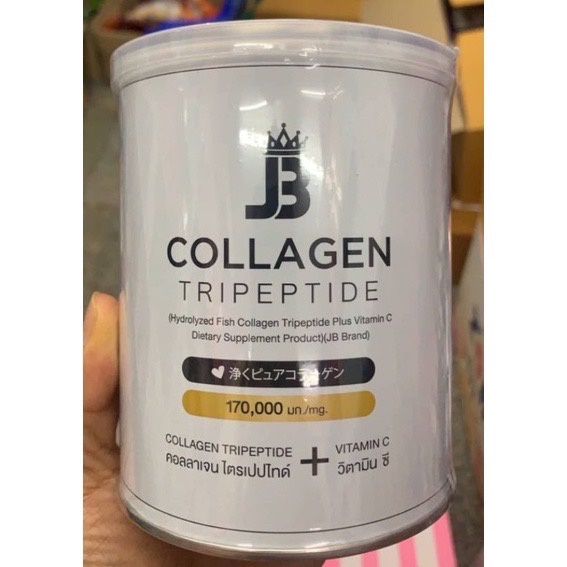 JB
COLLAGEN
TRIPEPTIDE
(Hydrolyzed Fish Collagen Tripeptide Plus Vitamin C
Dietary Supplement Product)(JB Brand)
浄くピュアコラーゲン
170,000 มก./mg.
COLLAGEN TRIPEPTIDE + VITAMIN C
คอลลาเจน ไตรเปปไทด์ วิตามิน ซี